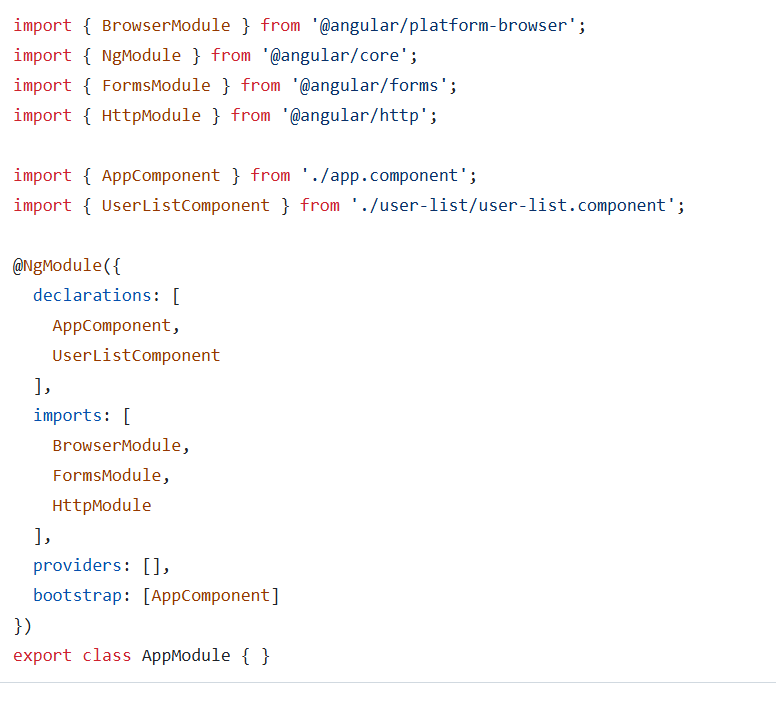 import { BrowserModule } from '@angular/platform-browser';
import { NgModule } from '@angular/core';
import { FormsModule } from '@angular/forms';
import { HttpModule } from '@angular/http';

import { AppComponent } from './app.component';
import { UserListComponent } from './user-list/user-list.component';

@NgModule({
  declarations: [
    AppComponent,
    UserListComponent
  ],
  imports: [
    BrowserModule,
    FormsModule,
    HttpModule
  ],
  providers: [],
  bootstrap: [AppComponent]
})
export class AppModule { }